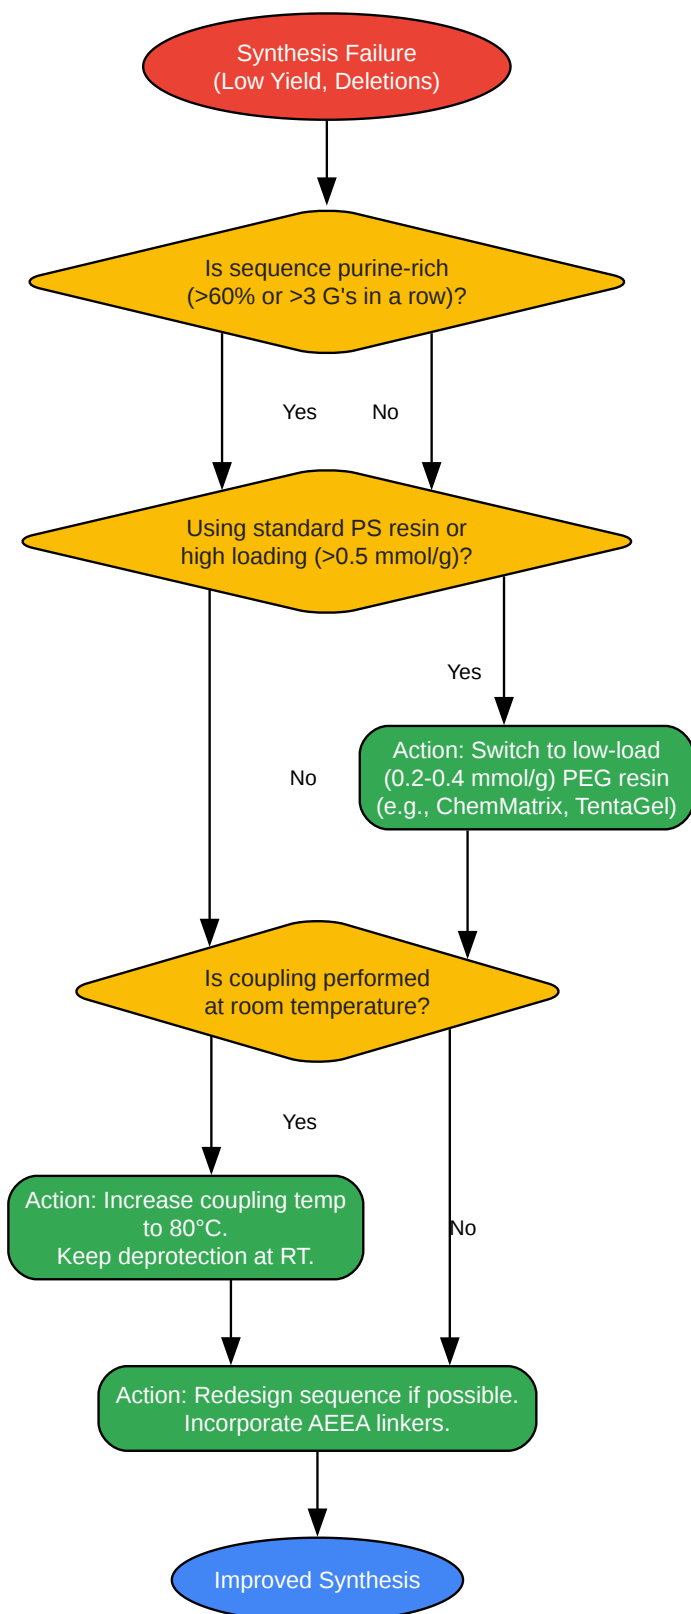 Synthesis Failure
(Low Yield, Deletions)
Is sequence purine-rich
(>60% or >3 G's in a row)?
Yes
No
Using standard PS resin or
high loading (>0.5 mmol/g)?
Yes
Action: Switch to low-load
(0.2-0.4 mmol/g) PEG resin
(e.g., ChemMatrix, TentaGel)
No
Is coupling performed
at room temperature?
Yes
Action: Increase coupling temp
to 80°C.
Keep deprotection at RT.
No
Action: Redesign sequence if possible.
Incorporate AEEA linkers.
Improved Synthesis